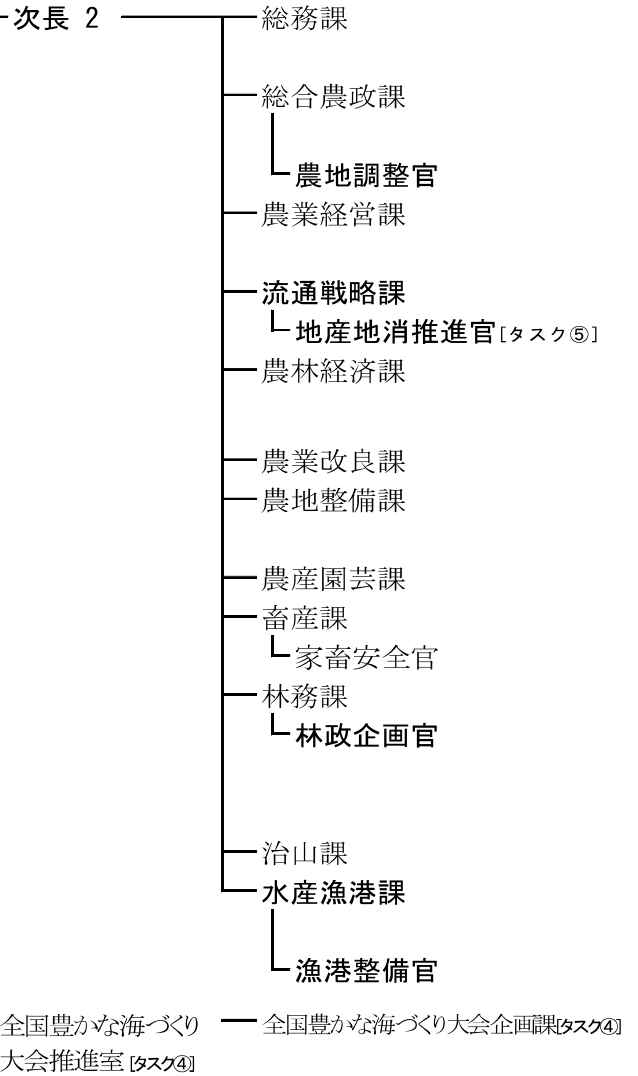 次長 2
総務課
総合農政課
農地調整官
農業経営課
流通戦略課
地産地消推進官[タスク⑤]
農林経済課
農業改良課
農地整備課
農産園芸課
畜産課
家畜安全官
林務課
林政企画官
治山課
水産漁港課
漁港整備官
全国豊かな海づくり
大会推進室[タスク④]
全国豊かな海づくり大会企画課[タスク④]